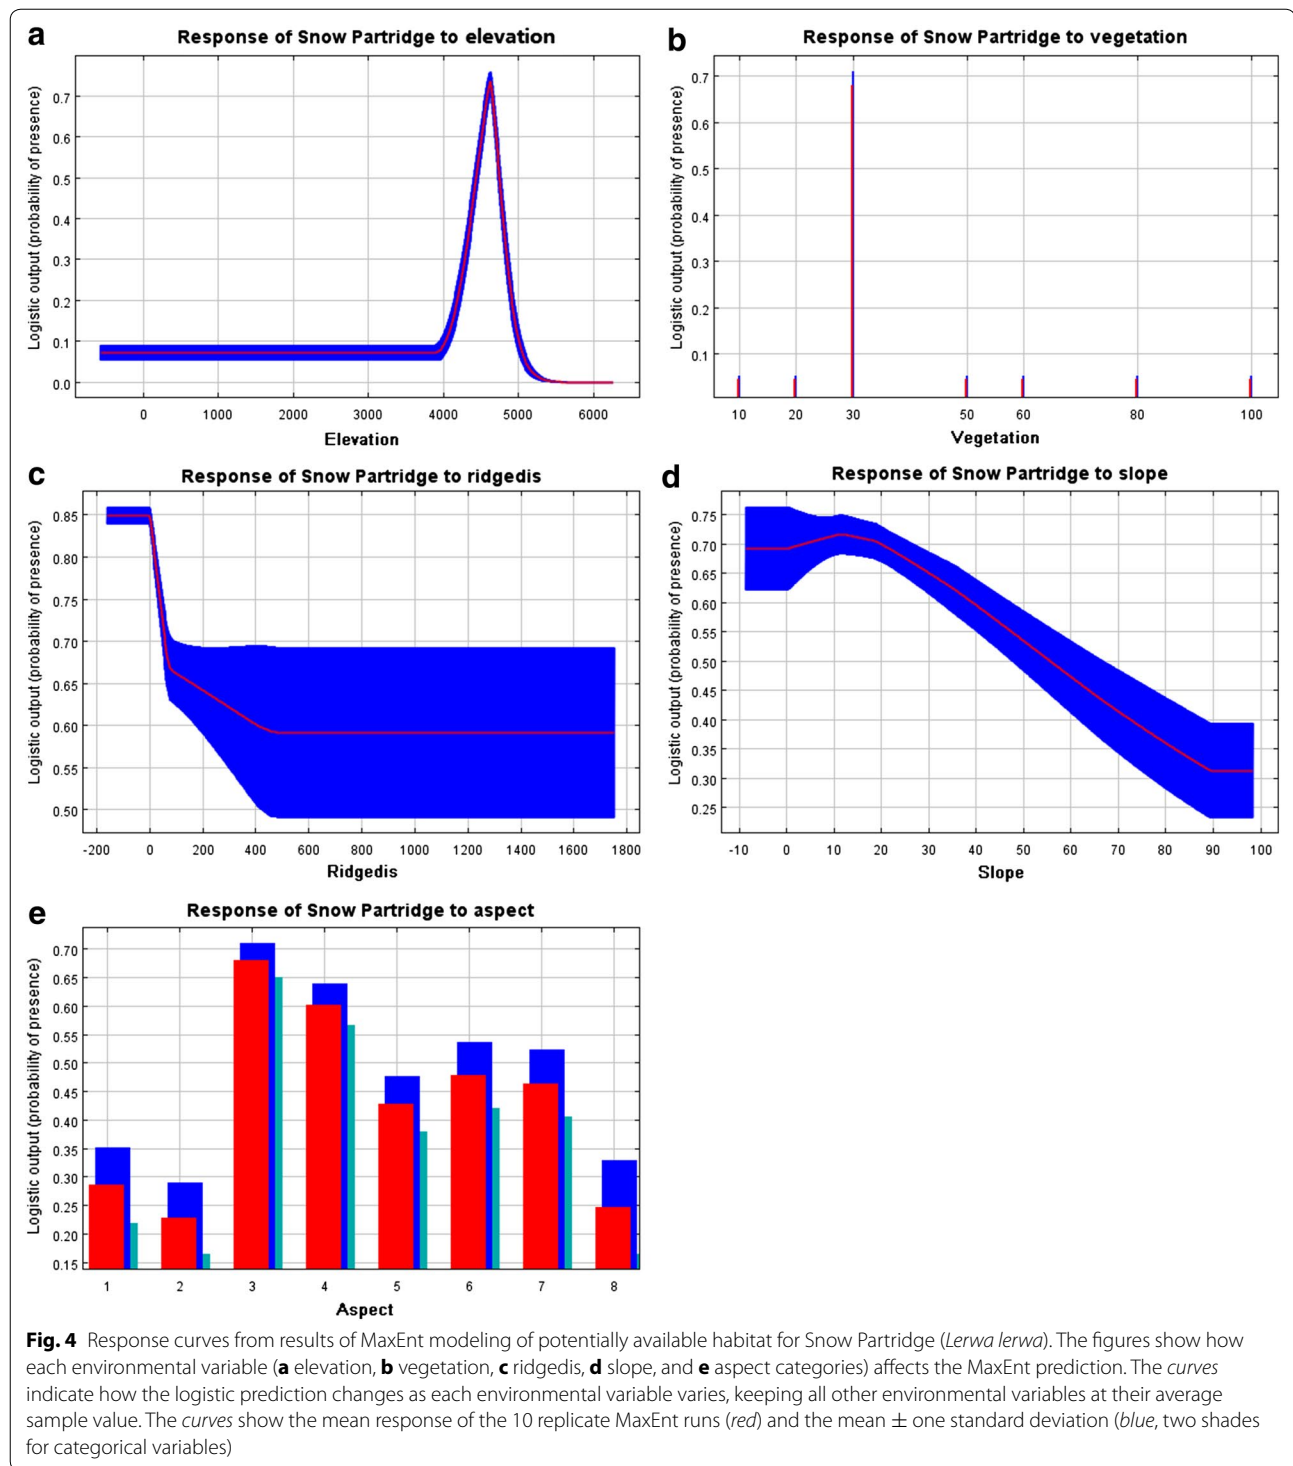 a
Response of Snow Partridge to elevation
Logistic output (probability of presence)
0.7
0.6
0.5
0.4
0.3
0.2
0.1
0.0
0 1000 2000 3000 4000 5000 6000
Elevation
b
Response of Snow Partridge to vegetation
Logistic output (probability of presence)
0.7
0.6
0.5
0.4
0.3
0.2
0.1
10 20 30 50 60 80 100
Vegetation
c
Response of Snow Partridge to ridgedis
Logistic output (probability of presence)
0.85
0.80
0.75
0.70
0.65
0.60
0.55
0.50
-200 0 200 400 600 800 1000 1200 1400 1600 1800
Ridgedis
d
Response of Snow Partridge to slope
Logistic output (probability of presence)
0.75
0.70
0.65
0.60
0.55
0.50
0.45
0.40
0.35
0.30
0.25
-10 0 10 20 30 40 50 60 70 80 90 100
Slope
e
Response of Snow Partridge to aspect
Logistic output (probability of presence)
0.70
0.65
0.60
0.55
0.50
0.45
0.40
0.35
0.30
0.25
0.20
0.15
1 2 3 4 5 6 7 8
Aspect
Fig. 4 Response curves from results of MaxEnt modeling of potentially available habitat for Snow Partridge (Lerwa lerwa). The figures show how
each environmental variable (a elevation, b vegetation, c ridgedis, d slope, and e aspect categories) affects the MaxEnt prediction. The curves
indicate how the logistic prediction changes as each environmental variable varies, keeping all other environmental variables at their average
sample value. The curves show the mean response of the 10 replicate MaxEnt runs (red) and the mean ± one standard deviation (blue, two shades
for categorical variables)